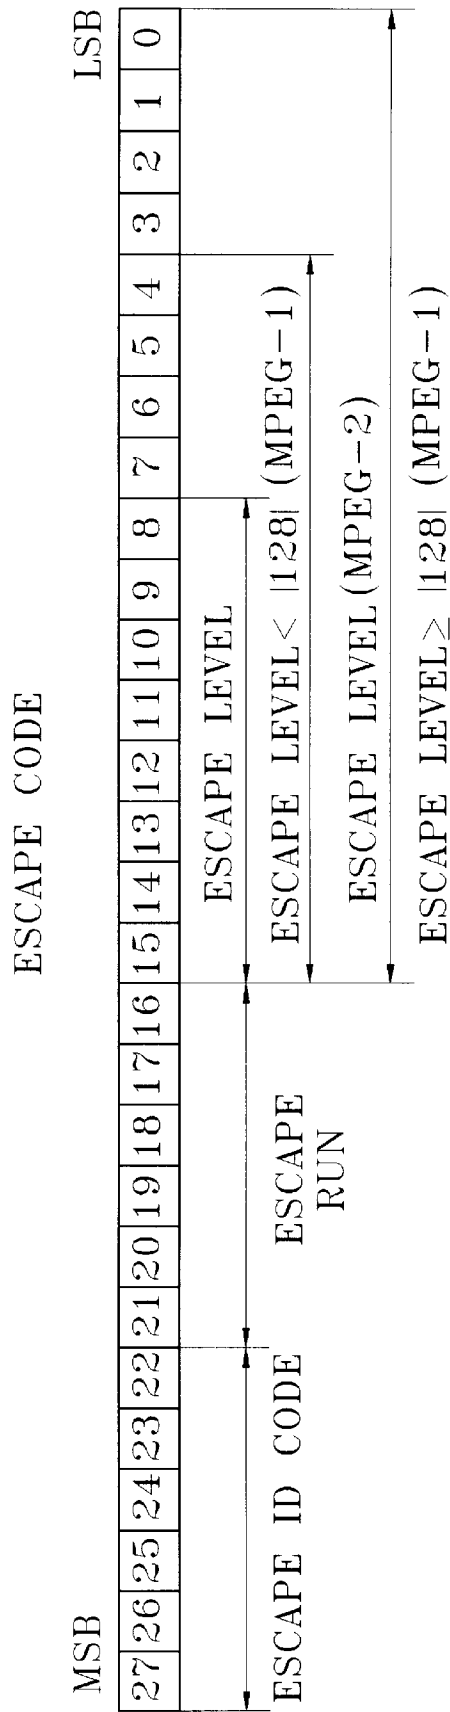 ESCAPE CODE
MSB
LSB
27 26 25 24 23 22 21 20 19 18 17 16 15 14 13 12 11 10 9 8 7 6 5 4 3 2 1 0
ESCAPE ID CODE
ESCAPE
RUN
ESCAPE LEVEL
ESCAPE LEVEL< |128| (MPEG-1)
ESCAPE LEVEL(MPEG-2)
ESCAPE LEVEL≥ |128| (MPEG-1)